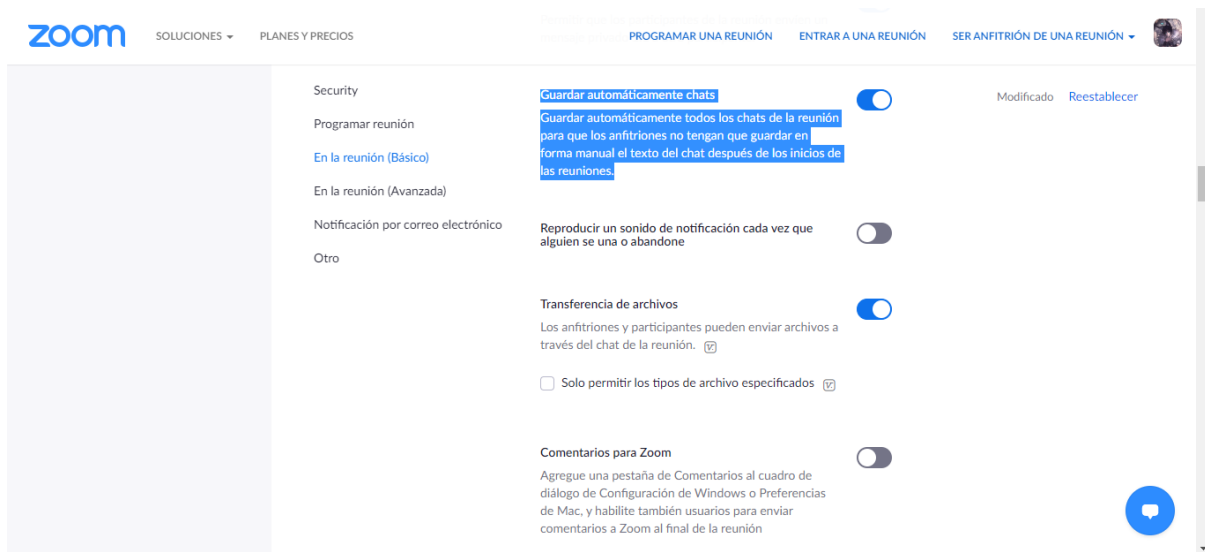 zoom
SOLUCIONES
PLANES Y PRECIOS
PROGRAMAR UNA REUNIÓN
ENTRAR A UNA REUNIÓN
SER ANFITRIÓN DE UNA REUNIÓN
Security
Programar reunión
En la reunión (Básico)
En la reunión (Avanzada)
Notificación por correo electrónico
Otro
Guardar automáticamente chats
Modificado
Reestablecer
Guardar automáticamente todos los chats de la reunión
para que los anfitriones no tengan que guardar en
forma manual el texto del chat después de los inicios de
las reuniones.
Reproducir un sonido de notificación cada vez que
alguien se una o abandone
Transferencia de archivos
Los anfitriones y participantes pueden enviar archivos a
través del chat de la reunión.
Solo permitir los tipos de archivo especificados
Comentarios para Zoom
Agregue una pestaña de Comentarios al cuadro de
diálogo de Configuración de Windows o Preferencias
de Mac, y habilite también usuarios para enviar
comentarios a Zoom al final de la reunión